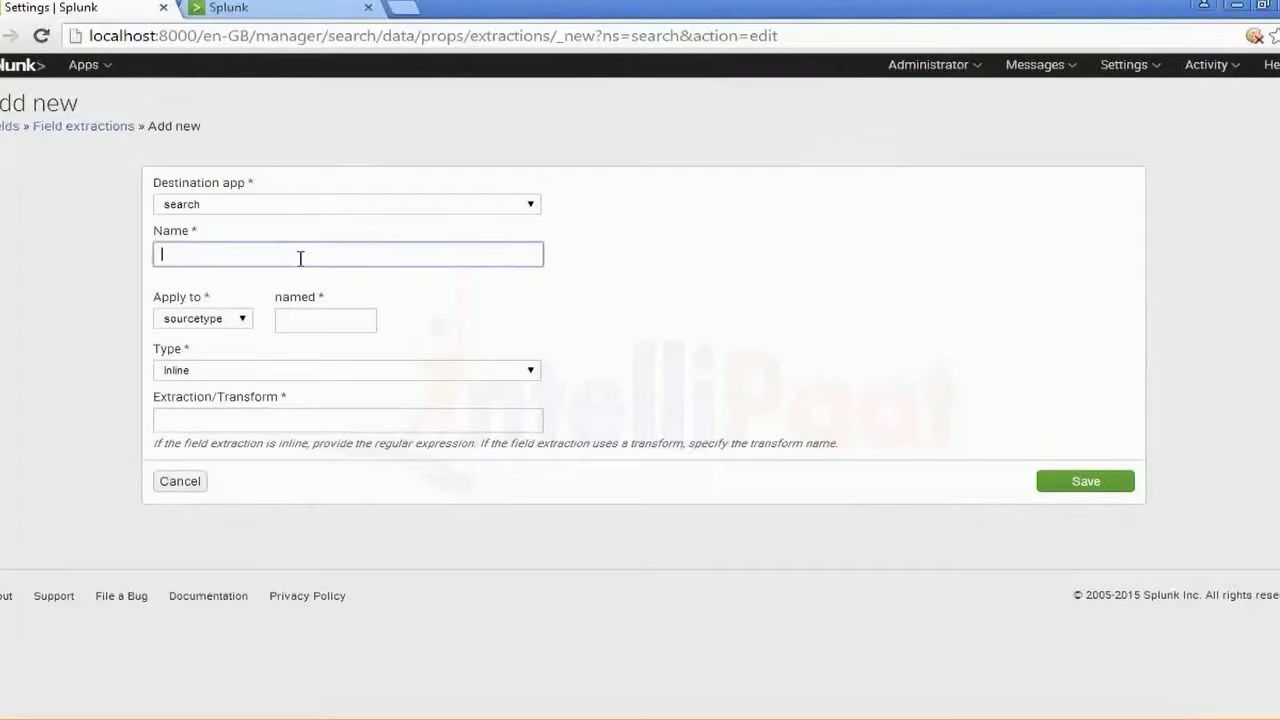 Settings | Splunk
Splunk
localhost:8000/en-GB/manager/search/data/props/extractions/_new?ns=search&action=edit
plunk> Apps Administrator Messages Settings Activity He
dd new
elds » Field extractions » Add new
Destination app *
search
Name *
Apply to * named *
sourcetype
Type *
Inline
Extraction/Transform *
If the field extraction is inline, provide the regular expression. If the field extraction uses a transform, specify the transform name.
Cancel Save
IntelliPaat
out Support File a Bug Documentation Privacy Policy © 2005-2015 Splunk Inc. All rights rese